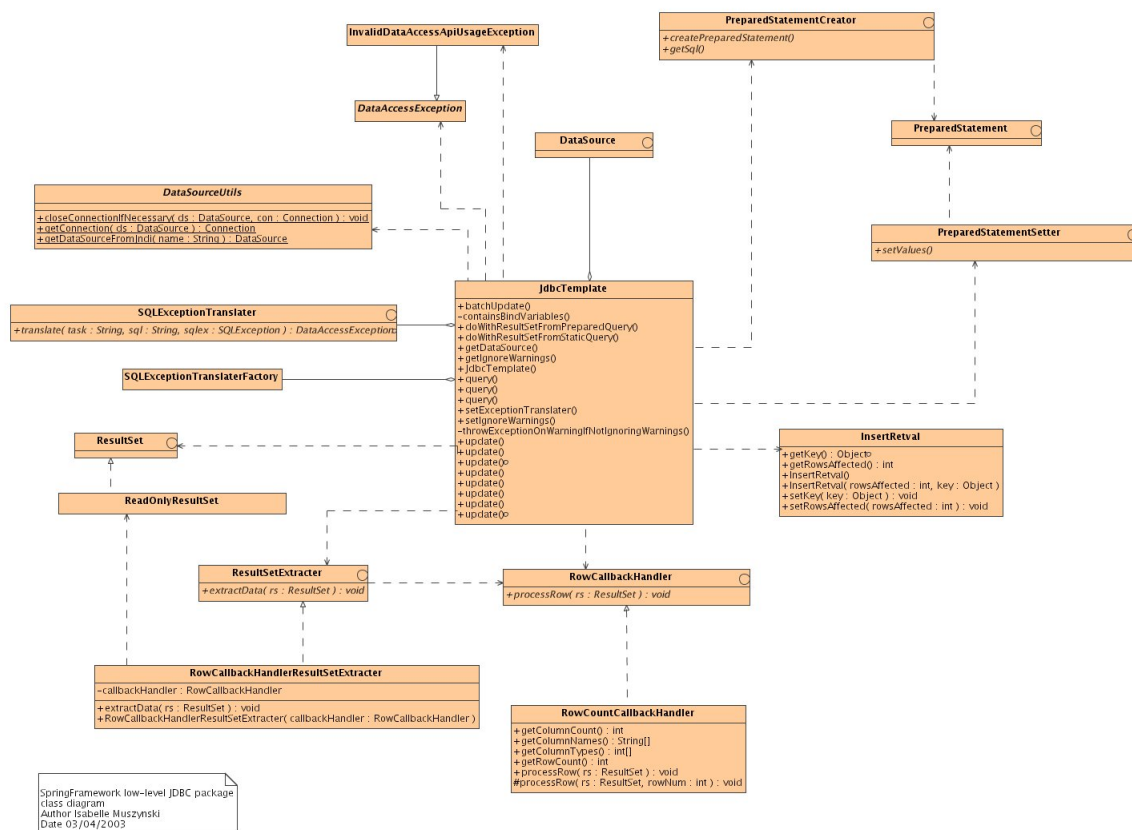 PreparedStatementCreator
+createPreparedStatement()
+getSql()
InvalidDataAccessApiUsageException
DataAccessException
DataSource
PreparedStatement
DataSourceUtils
+closeConnectionIfNecessary( ds : DataSource, con : Connection ) : void
+getConnection( ds : DataSource ) : Connection
+getDataSourceFromJndi( name : String ) : DataSource
PreparedStatementSetter
+setValues()
SQLExceptionTranslater
+translate( task : String, sql : String, sqlex : SQLException ) : DataAccessException
SQLExceptionTranslaterFactory
JdbcTemplate
+batchUpdate()
-containsBindVariables()
+doWithResultSetFromPreparedQuery()
+doWithResultSetFromStaticQuery()
+getDataSource()
+getIgnoreWarnings()
+JdbcTemplate()
+query()
+query()
+query()
+setExceptionTranslater()
+setIgnoreWarnings()
-throwExceptionOnWarningIfNotIgnoringWarnings()
+update()
+update()
+update()
+update()
+update()
+update()
+update()
+update()
ResultSet
ReadOnlyResultSet
InsertRetval
+getKey() : Object
+getRowsAffected() : int
+InsertRetval()
+InsertRetval( rowsAffected : int, key : Object )
+setKey( key : Object ) : void
+setRowsAffected( rowsAffected : int ) : void
ResultSetExtracter
+extractData( rs : ResultSet ) : void
RowCallbackHandler
+processRow( rs : ResultSet ) : void
RowCallbackHandlerResultSetExtracter
-callbackHandler : RowCallbackHandler
+extractData( rs : ResultSet ) : void
+RowCallbackHandlerResultSetExtracter( callbackHandler : RowCallbackHandler )
RowCountCallbackHandler
+getColumnCount() : int
+getColumnNames() : String[]
+getColumnTypes() : int[]
+getRowCount() : int
+processRow( rs : ResultSet ) : void
#processRow( rs : ResultSet, rowNum : int ) : void
SpringFramework low-level JDBC package
class diagram
Author Isabelle Muszynski
Date 03/04/2003